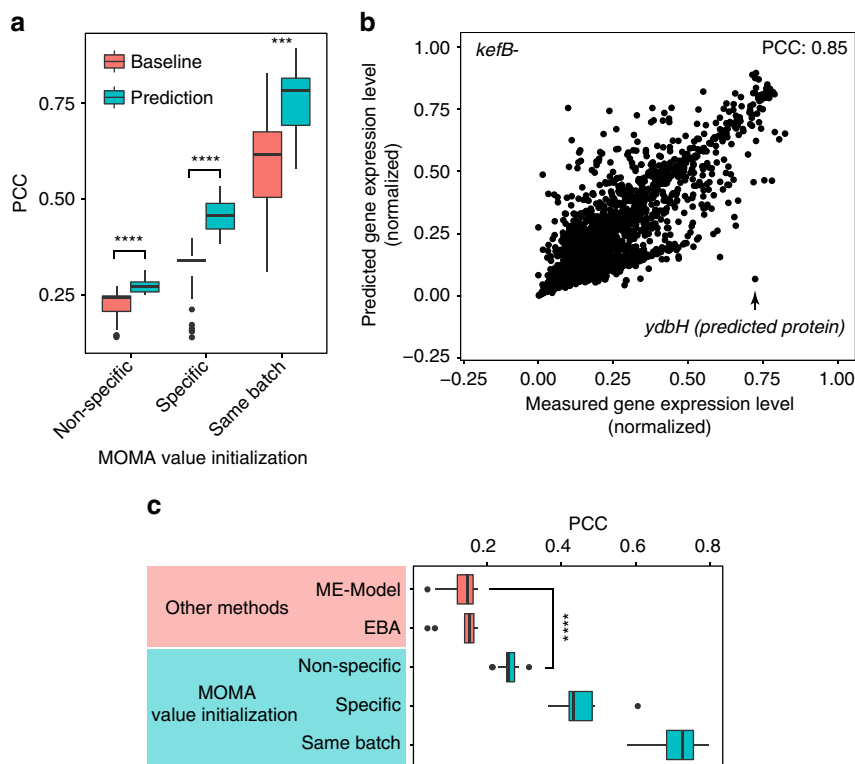 a
Baseline
Prediction
****
****
***
PCC
0.75
0.50
0.25
Non-specific
Specific
Same batch
MOMA value initialization
b
kefB-
PCC: 0.85
Predicted gene expression level
(normalized)
1.00
0.75
0.50
0.25
0.00
−0.25
ydbH (predicted protein)
−0.25
0.00
0.25
0.50
0.75
1.00
Measured gene expression level
(normalized)
c
PCC
0.2
0.4
0.6
0.8
Other methods
ME-Model
EBA
****
MOMA
value initialization
Non-specific
Specific
Same batch